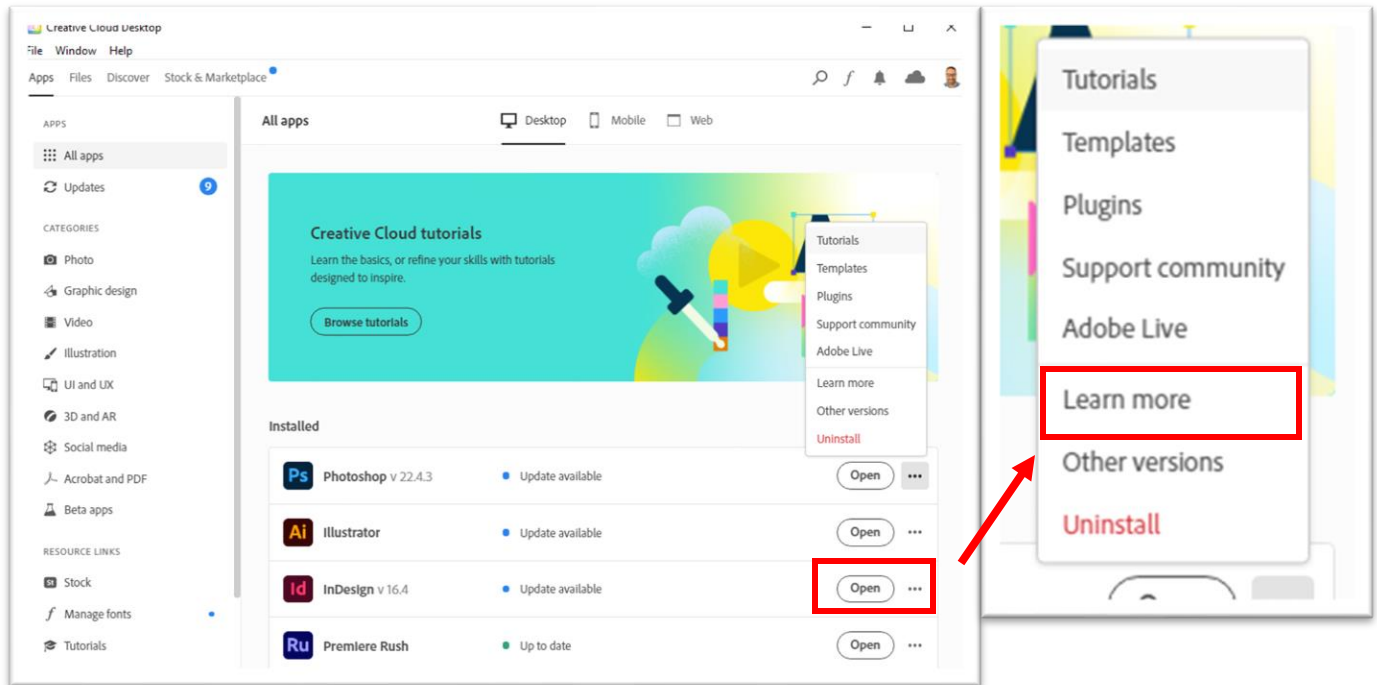 Creative Cloud Desktop
File Window Help
Apps Files Discover Stock & Marketplace
APPS
All apps
Updates 9
CATEGORIES
Photo
Graphic design
Video
Illustration
UI and UX
3D and AR
Social media
Acrobat and PDF
Beta apps
RESOURCE LINKS
St Stock
Manage fonts
Tutorials
All apps Desktop Mobile Web
Creative Cloud tutorials
Learn the basics, or refine your skills with tutorials
designed to inspire.
Browse tutorials
Tutorials
Templates
Plugins
Support community
Adobe Live
Learn more
Other versions
Uninstall
Installed
Ps Photoshop v 22.4.3 Update available Open
Ai Illustrator Update available Open
Id InDesign v 16.4 Update available Open
Ru Premiere Rush Up to date Open
Tutorials
Templates
Plugins
Support community
Adobe Live
Learn more
Other versions
Uninstall